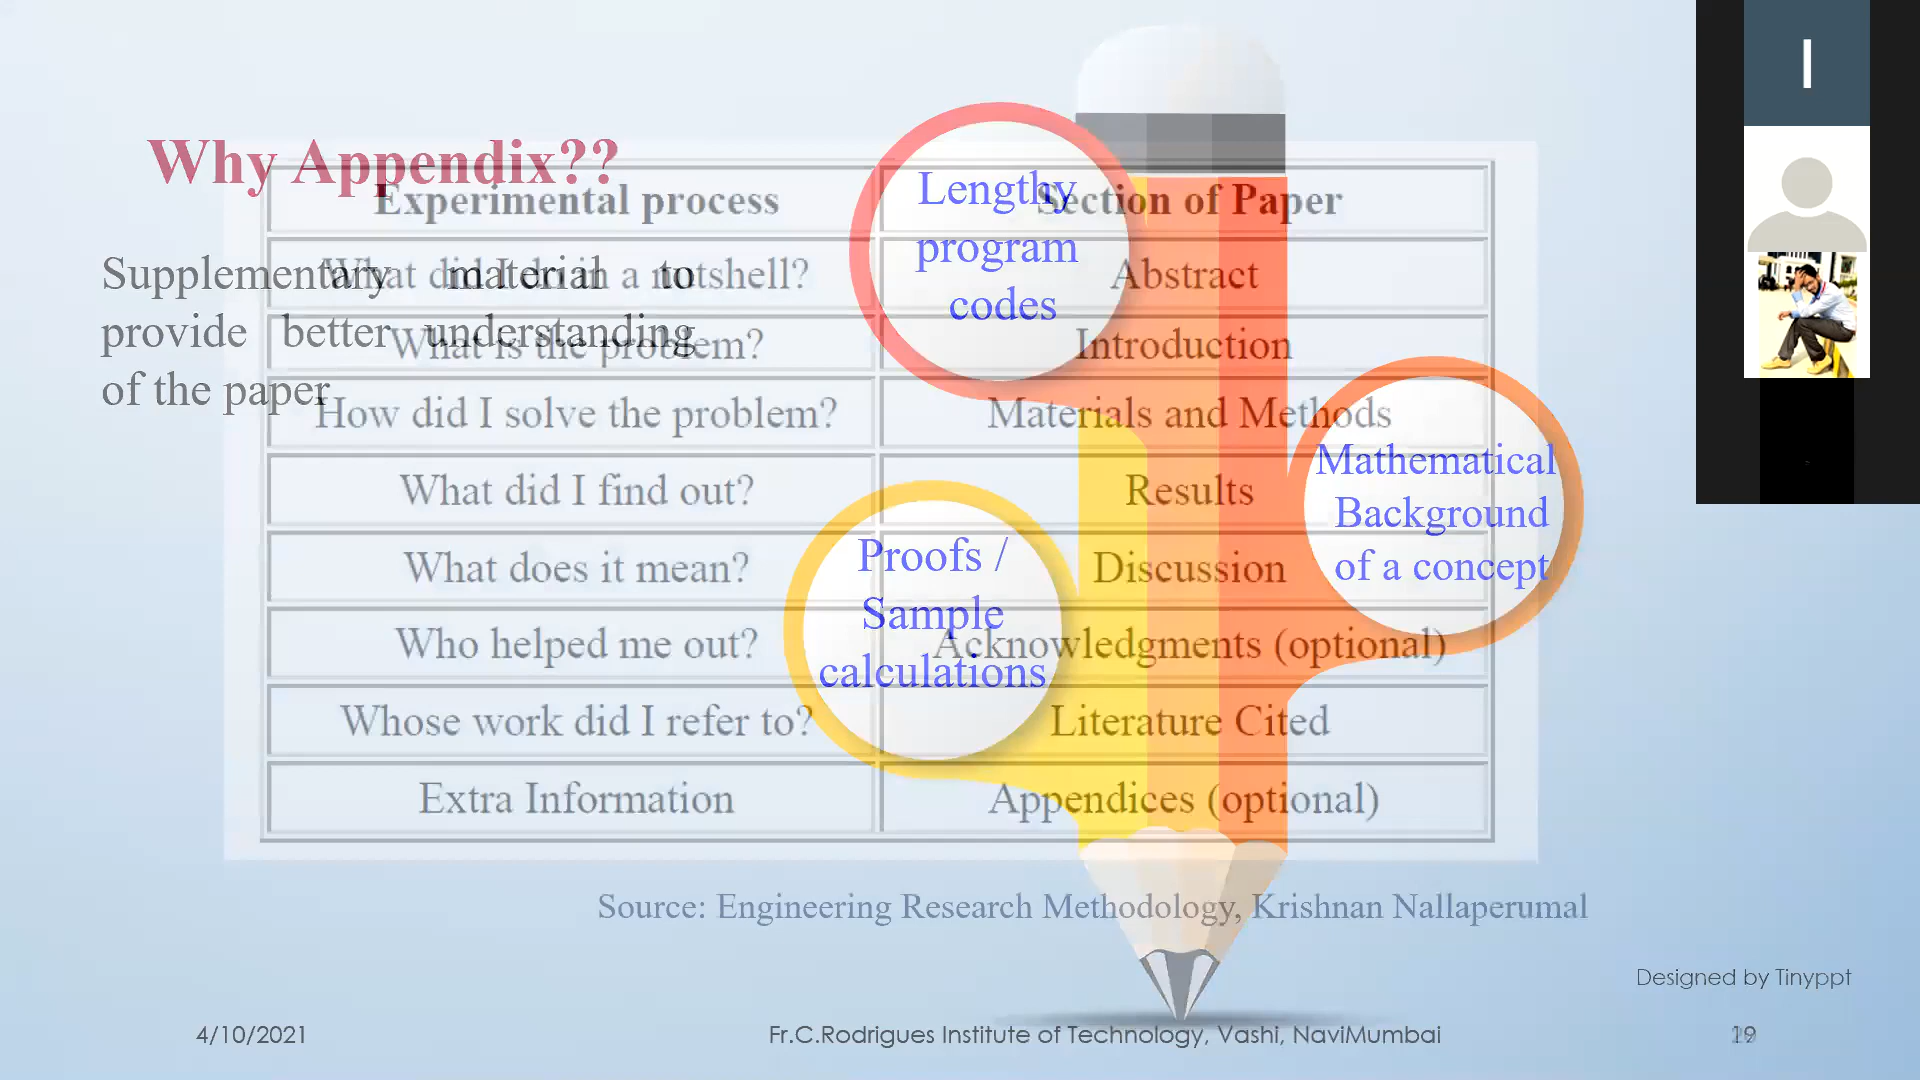 Why Appendix??
Supplementary material to
provide better understanding
of the paper
Lengthy
program
codes
Mathematical
Background
of a concept
Proofs /
Sample
calculations
Experimental process Section of Paper
What did I do in a nutshell? Abstract
What is the problem? Introduction
How did I solve the problem? Materials and Methods
What did I find out? Results
What does it mean? Discussion
Who helped me out? Acknowledgments (optional)
Whose work did I refer to? Literature Cited
Extra Information Appendices (optional)
Source: Engineering Research Methodology, Krishnan Nallaperumal
Designed by Tinyppt
4/10/2021 Fr.C.Rodrigues Institute of Technology, Vashi, NaviMumbai
I